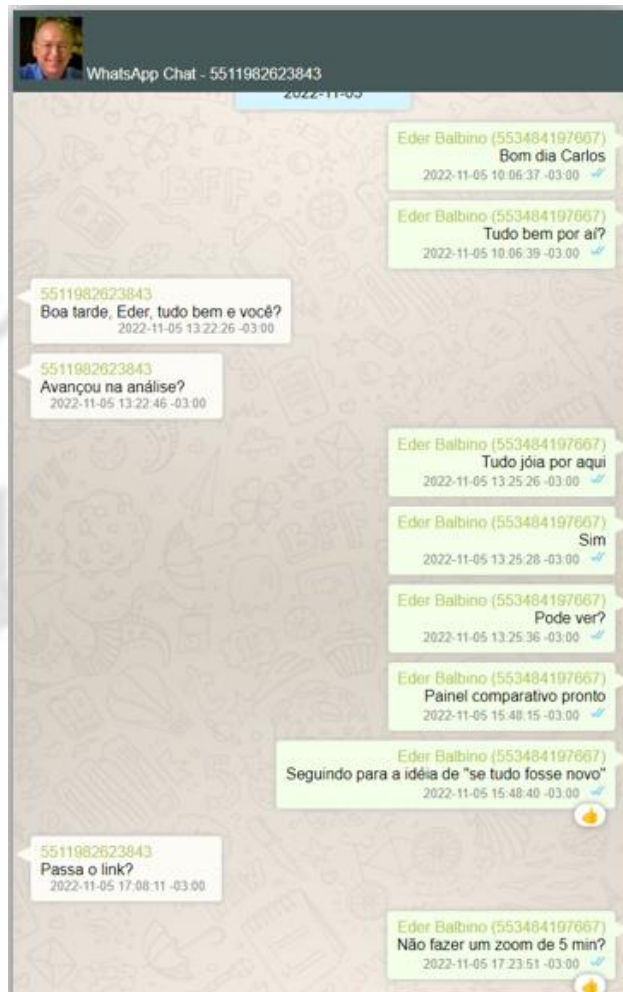 WhatsApp Chat - 5511982623843
2022-11-05
Eder Balbino (553484197667)
Bom dia Carlos
2022-11-05 10:06:37 -03:00
Eder Balbino (553484197667)
Tudo bem por aí?
2022-11-05 10:06:39 -03:00
5511982623843
Boa tarde, Eder, tudo bem e você?
2022-11-05 13:22:26 -03:00
5511982623843
Avançou na análise?
2022-11-05 13:22:46 -03:00
Eder Balbino (553484197667)
Tudo jóia por aqui
2022-11-05 13:25:26 -03:00
Eder Balbino (553484197667)
Sim
2022-11-05 13:25:28 -03:00
Eder Balbino (553484197667)
Pode ver?
2022-11-05 13:25:36 -03:00
Eder Balbino (553484197667)
Painel comparativo pronto
2022-11-05 15:48:15 -03:00
Eder Balbino (553484197667)
Seguindo para a idéia de "se tudo fosse novo"
2022-11-05 15:48:40 -03:00
5511982623843
Passa o link?
2022-11-05 17:08:11 -03:00
Eder Balbino (553484197667)
Não fazer um zoom de 5 min?
2022-11-05 17:23:51 -03:00